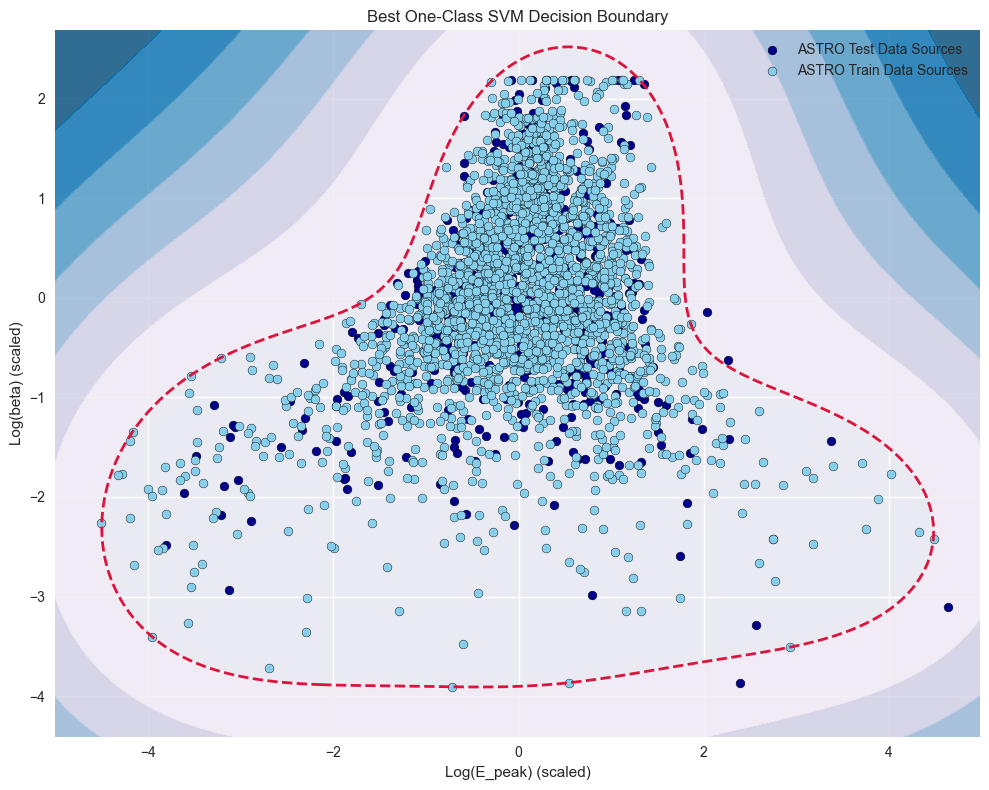 Best One-Class SVM Decision Boundary
ASTRO Test Data Sources
ASTRO Train Data Sources
2
1
0
−1
−2
−3
−4
Log(beta) (scaled)
−4
−2
0
2
4
Log(E_peak) (scaled)